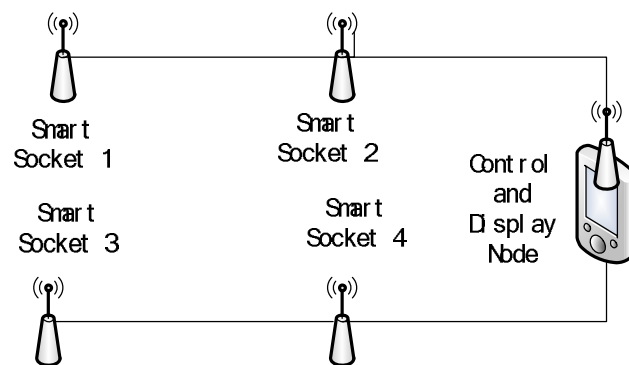 Smart
Socket 1
Smart
Socket 2
Control
and
Display
Node
Smart
Socket 3
Smart
Socket 4